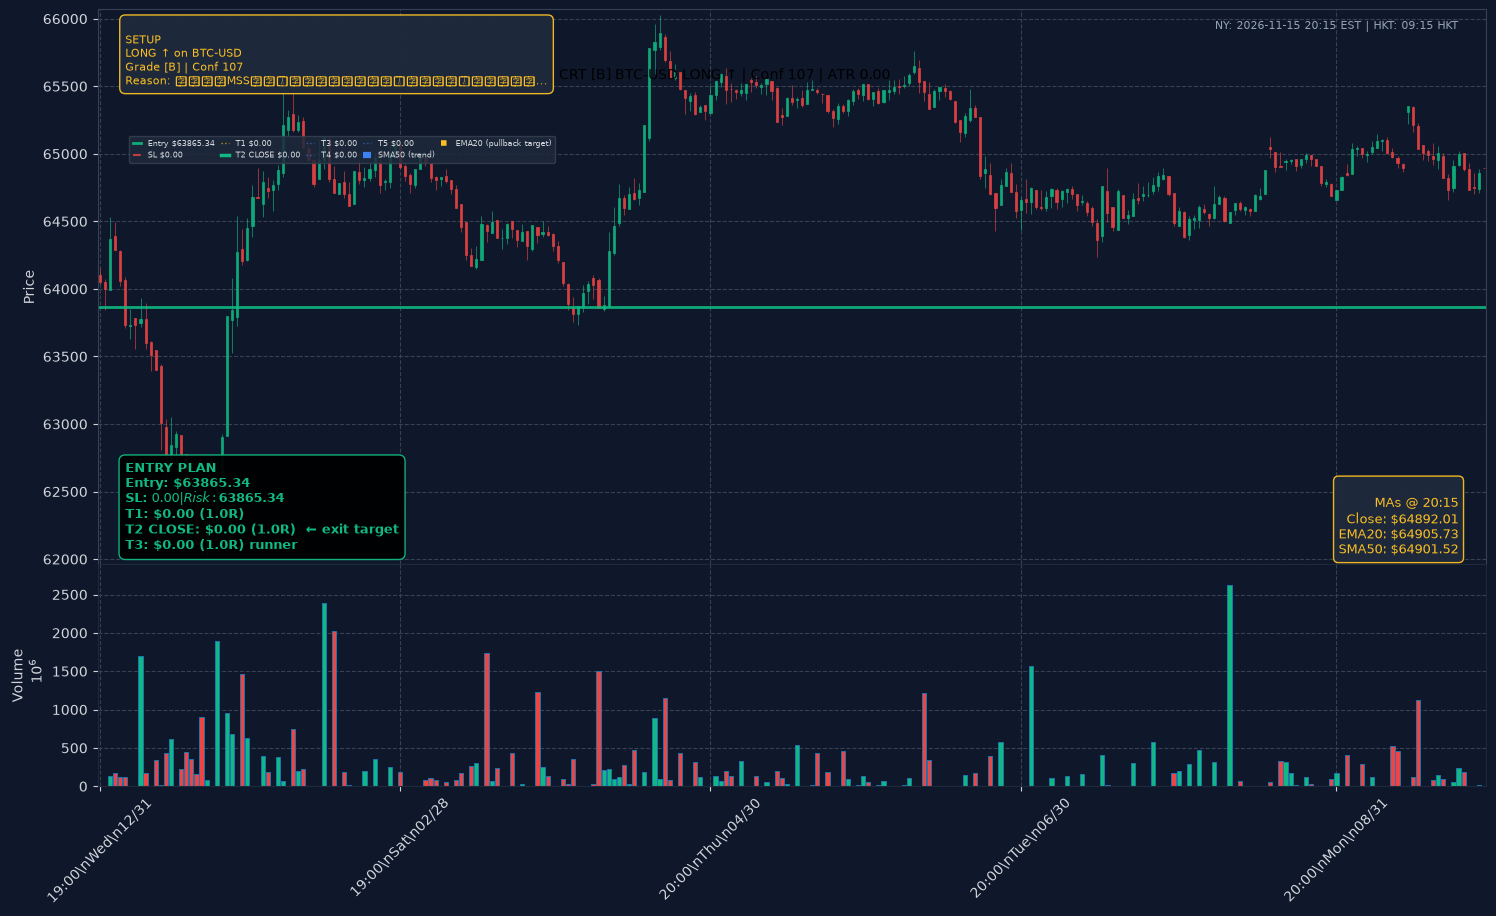 NY: 2026-11-15 20:15 EST | HKT: 09:15 HKT
SETUP
LONG ↑ on BTC-USD
Grade [B] | Conf 107
Reason: MSS...
CRT [B] BTC-USD LONG ↑ | Conf 107 | ATR 0.00
Entry $63865.34
T1 $0.00
T3 $0.00
T5 $0.00
EMA20 (pullback target)
SL $0.00
T2 CLOSE $0.00
T4 $0.00
SMA50 (trend)
66000
65500
65000
64500
64000
63500
63000
62500
62000
Price
ENTRY PLAN
Entry: $63865.34
SL: 0.00|Risk:63865.34
T1: $0.00 (1.0R)
T2 CLOSE: $0.00 (1.0R) ← exit target
T3: $0.00 (1.0R) runner
MAs @ 20:15
Close: $64892.01
EMA20: $64905.73
SMA50: $64901.52
2500
2000
1500
1000
500
0
Volume
10⁶
19:00\nWed\n12/31
19:00\nSat\n02/28
20:00\nThu\n04/30
20:00\nTue\n06/30
20:00\nMon\n08/31